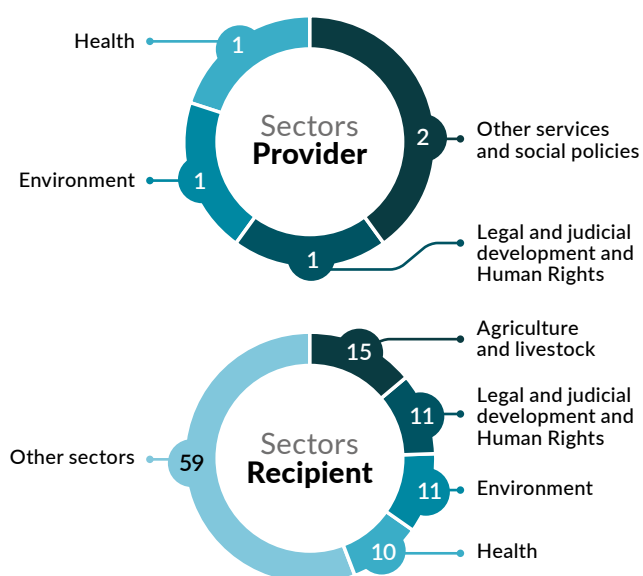 Health
1
Sectors
Provider
2
Other services
and social policies
Environment
1
1
Legal and judicial
development and
Human Rights
15
Agriculture
and livestock
11
Legal and judicial
development and
Human Rights
Sectors
Recipient
Other sectors
59
11
Environment
10
Health